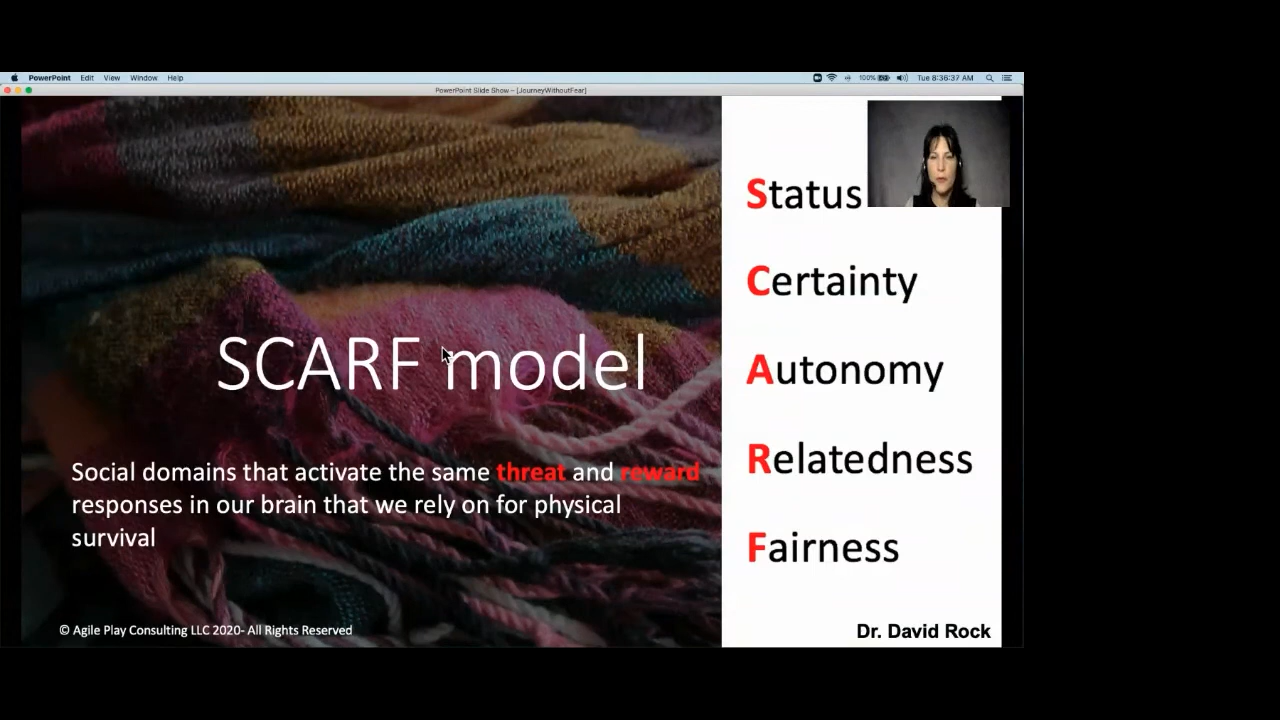 PowerPoint Edit View Window Help
100% Tue 8:36:37 AM
PowerPoint Slide Show – [JourneyWithoutFear]
SCARF model
Social domains that activate the same threat and reward
responses in our brain that we rely on for physical
survival
© Agile Play Consulting LLC 2020- All Rights Reserved
Status
Certainty
Autonomy
Relatedness
Fairness
Dr. David Rock